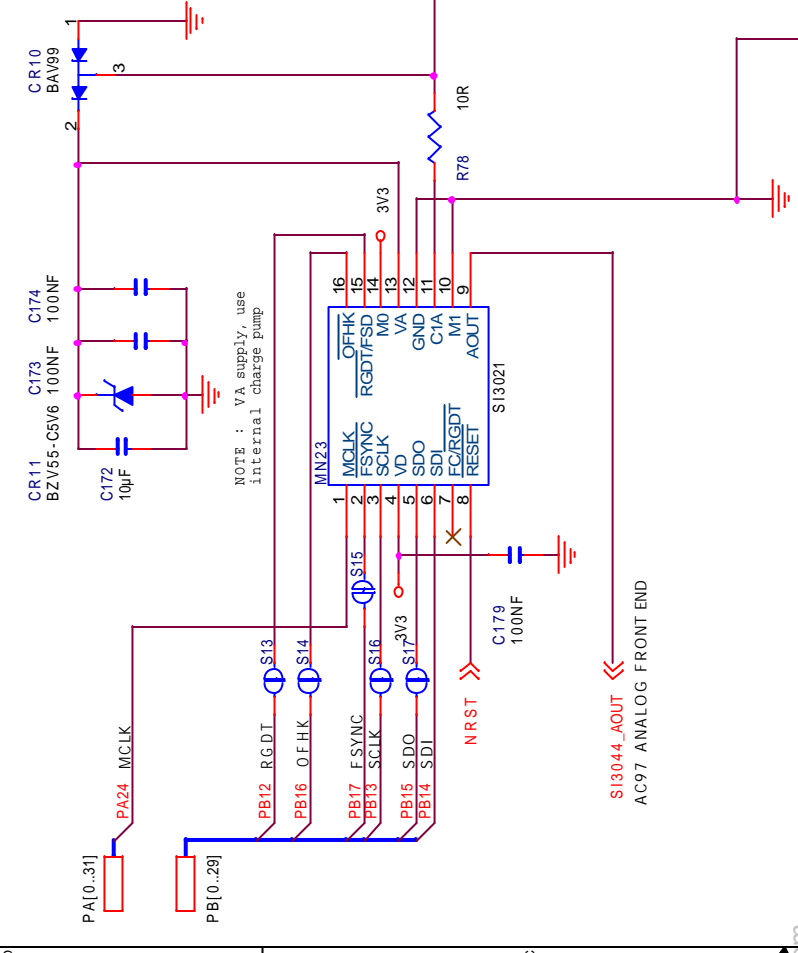 CR10
BAV99
1
3
2
10R
R78
3V3
C174
100NF
C173
100NF
CR11
BZV55-C5V6
C172
10µF
NOTE : VA supply, use
internal charge pump
MN23
SI3021
16
15
14
13
12
11
10
9
OFHK
RGDT/FSD
M0
VA
GND
C1A
M1
AOUT
MCLK
FSYNC
SCLK
VD
SDO
SDI
FC/RGDT
RESET
1
2
3
4
5
6
7
8
S15
3V3
C179
100NF
S13
S14
S16
S17
NRST
SI3044_AOUT
AC97 ANALOG FRONT END
PA24 MCLK
PB12 RGDT
PB16 OFHK
PB17 FSYNC
PB13 SCLK
PB15 SDO
PB14 SDI
PA[0..31]
PB[0..29]